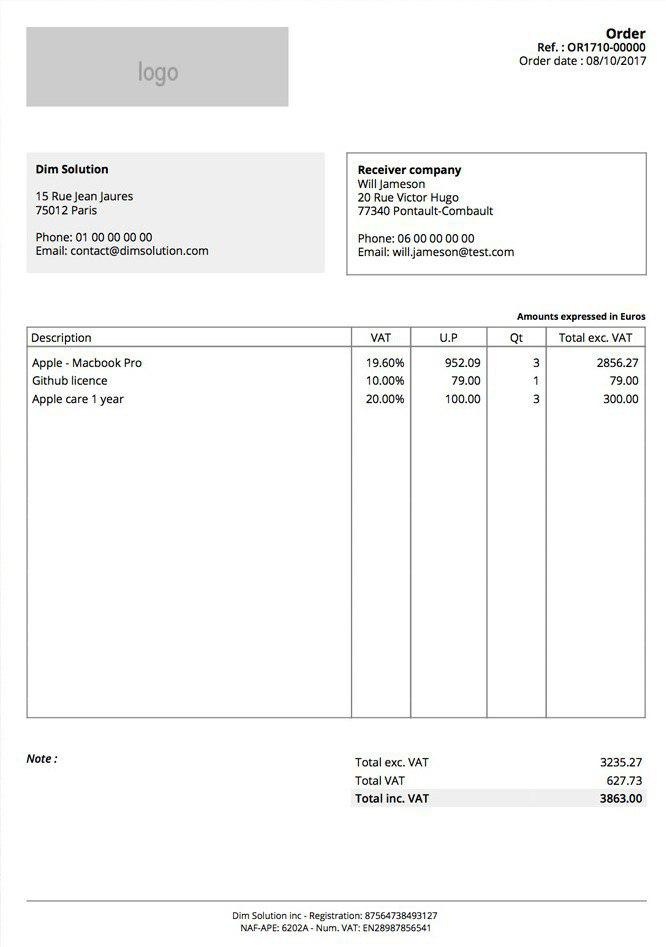 logo
Order
Ref. : OR1710-00000
Order date : 08/10/2017
Dim Solution
15 Rue Jean Jaures
75012 Paris
Phone: 01 00 00 00 00
Email: contact@dimsolution.com
Receiver company
Will Jameson
20 Rue Victor Hugo
77340 Pontault-Combault
Phone: 06 00 00 00 00
Email: will.jameson@test.com
Amounts expressed in Euros
Description VAT U.P Qt Total exc. VAT
Apple - Macbook Pro 19.60% 952.09 3 2856.27
Github licence 10.00% 79.00 1 79.00
Apple care 1 year 20.00% 100.00 3 300.00
Note :
Total exc. VAT 3235.27
Total VAT 627.73
Total inc. VAT 3863.00
Dim Solution inc - Registration: 87564738493127
NAF-APE: 6202A - Num. VAT: EN28987856541